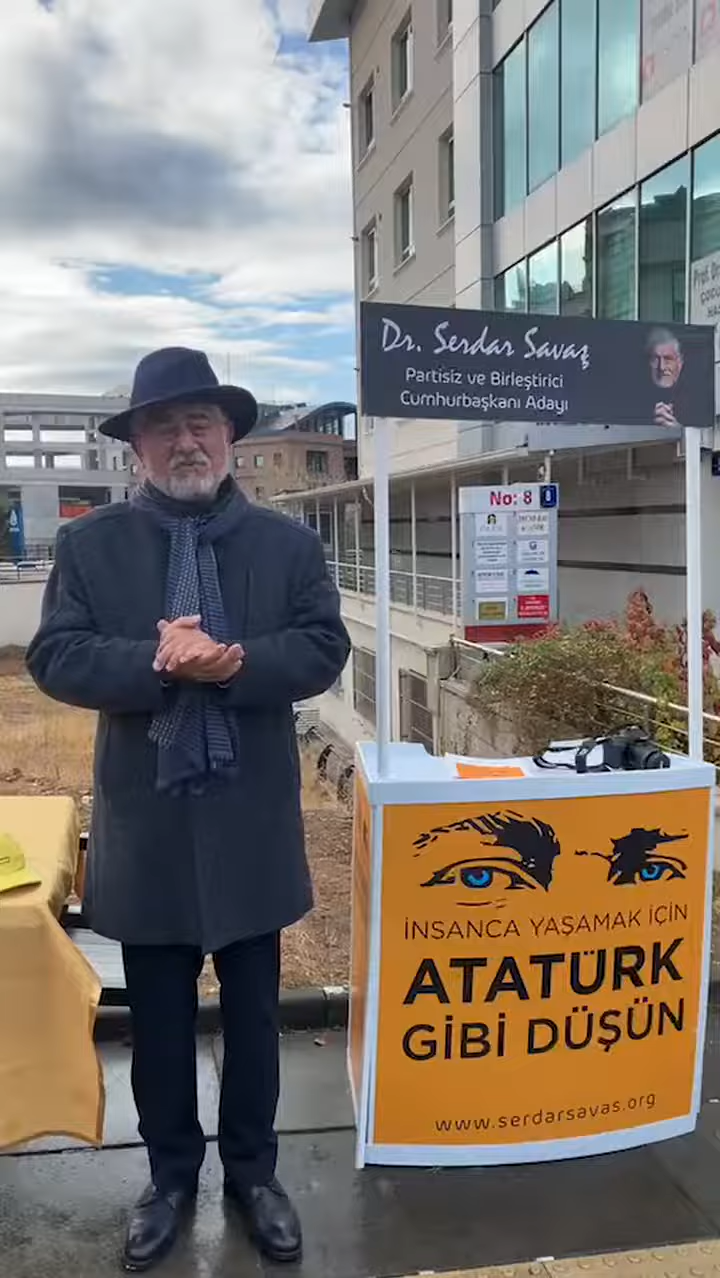 Dr. Serdar Savaş
Partisiz ve Birleştirici
Cumhurbaşkanı Adayı
No: 8
İNSANCA YAŞAMAK İÇİN
ATATÜRK
GİBİ DÜŞÜN
www.serdarsavas.org